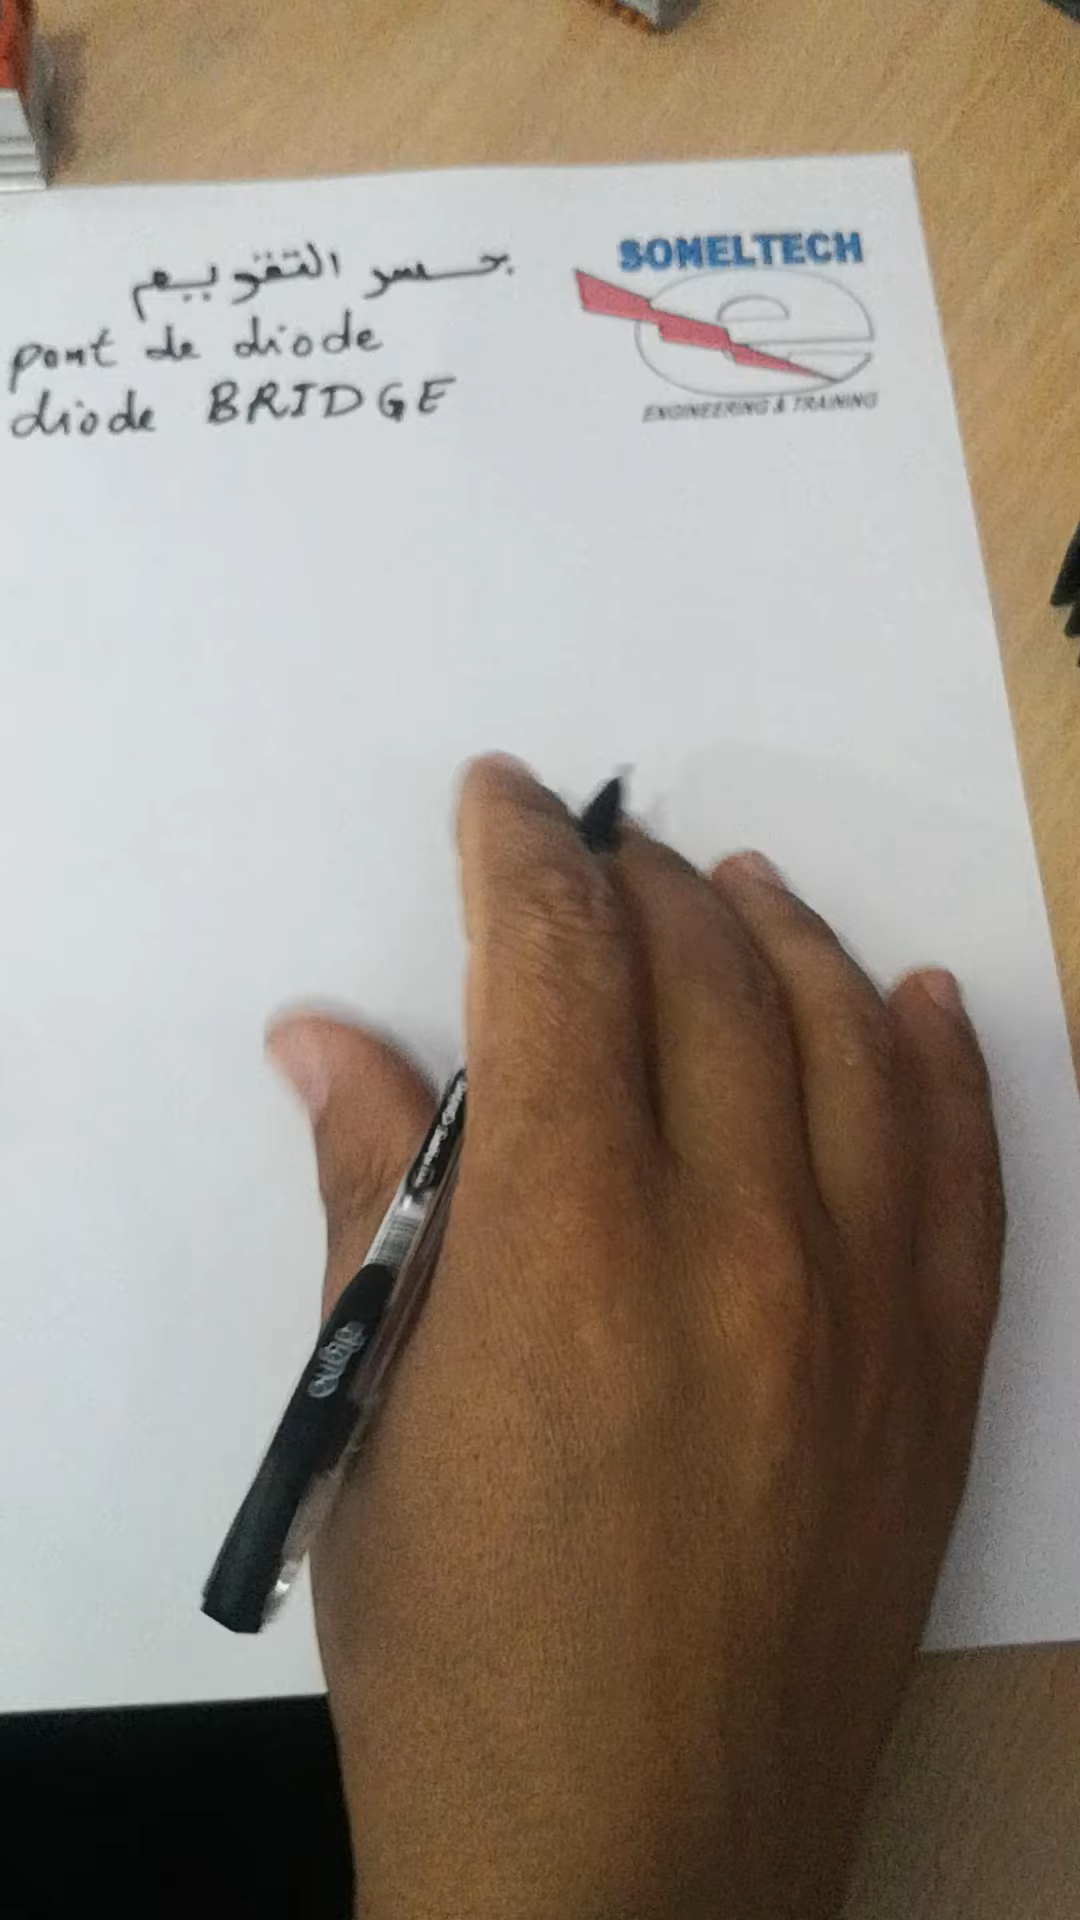 جسر التقويم
pont de diode
diode BRIDGE
SOMELTECH
ENGINEERING & TRAINING